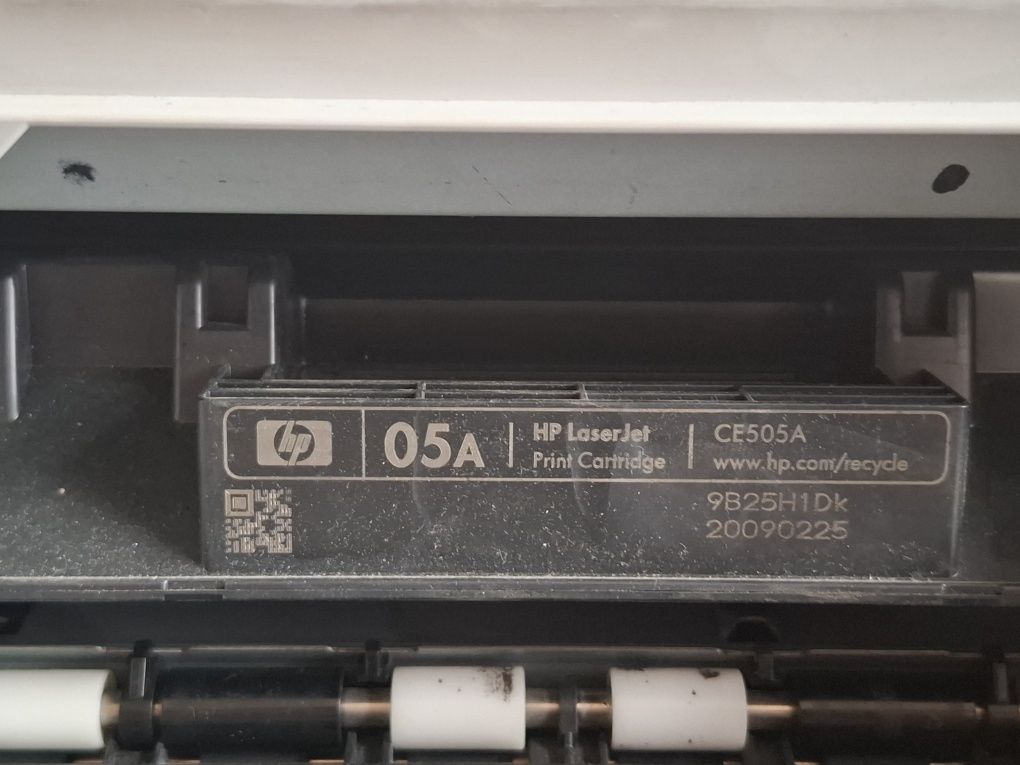 hp
05A
HP LaserJet
Print Cartridge
CE505A
www.hp.com/recycle
9B25H1Dk
20090225